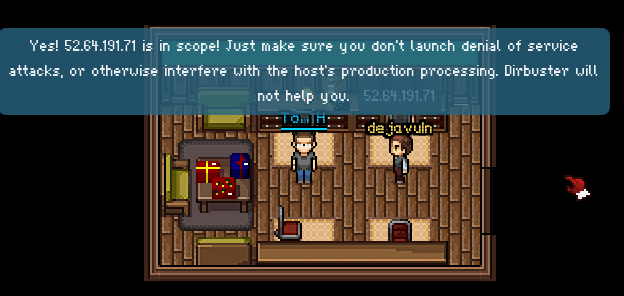 Yes! 52.64.191.71 is in scope! Just make sure you don't launch denial of service
attacks, or otherwise interfere with the host's production processing. Dirbuster will
not help you. 52.64.191.71
Tom H
dejavuln